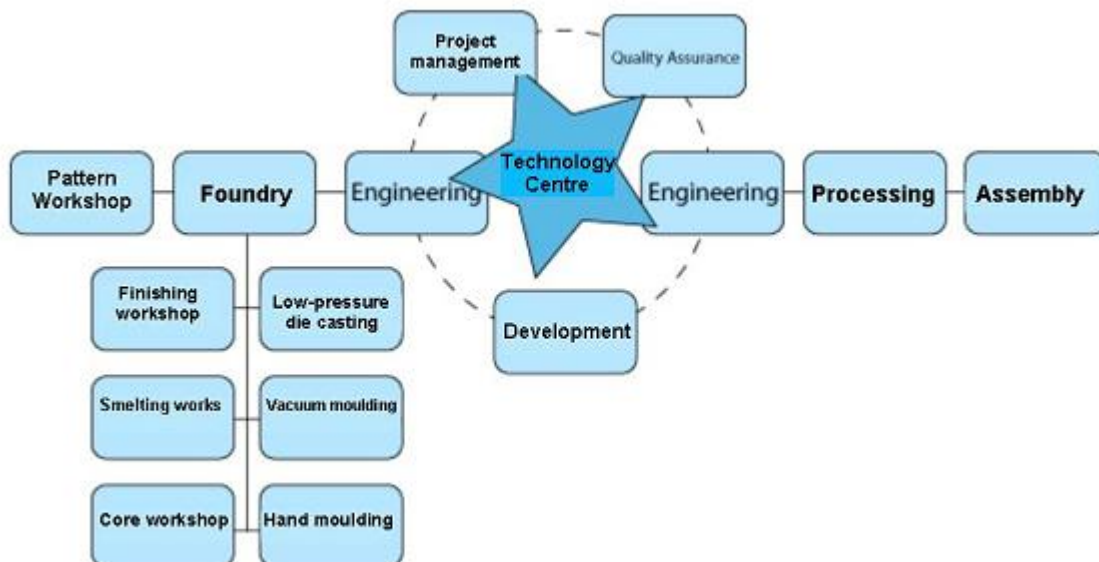 Project
management
Quality Assurance
Technology
Centre
Pattern
Workshop
Foundry
Engineering
Engineering
Processing
Assembly
Finishing
workshop
Low-pressure
die casting
Development
Smelting works
Vacuum moulding
Core workshop
Hand moulding